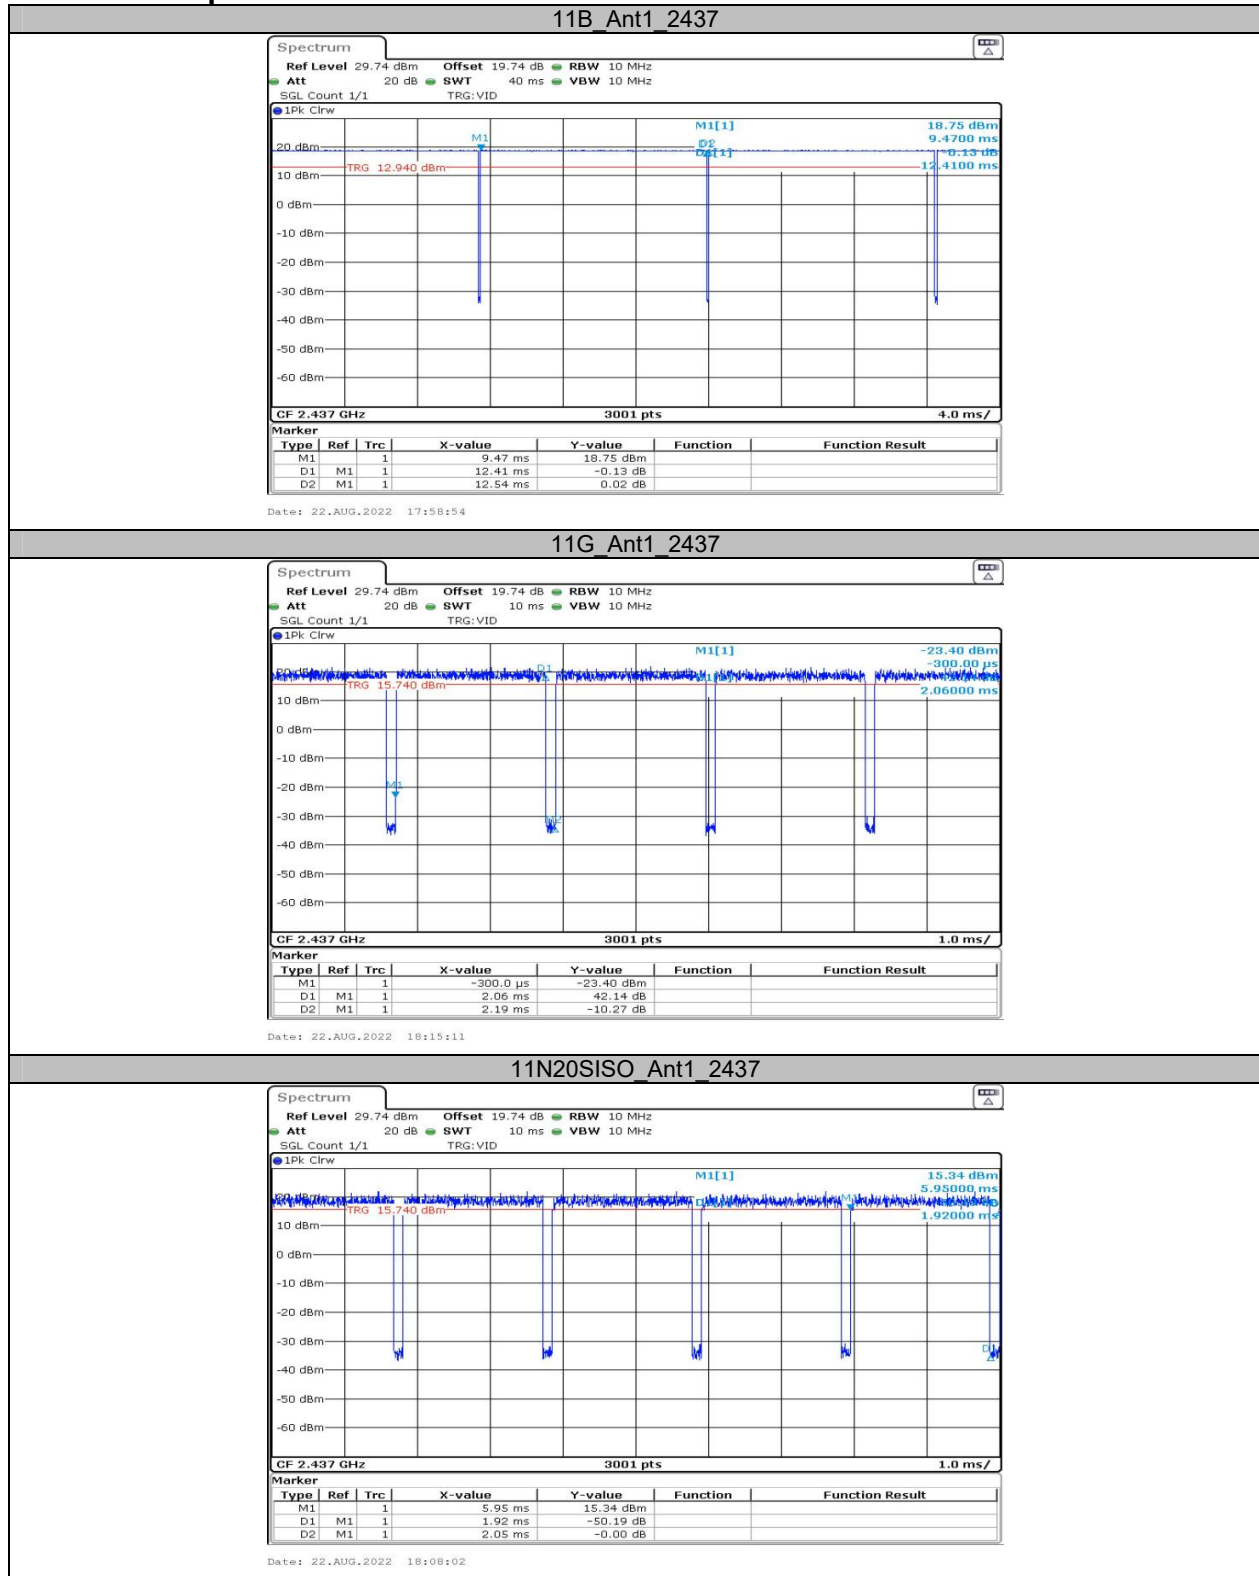 11B_Ant1_2437
Spectrum
Ref Level 29.74 dBm Offset 19.74 dB RBW 10 MHz
Att 20 dB SWT 40 ms VBW 10 MHz
SGL Count 1/1 TRG:VID
1Pk Clrw
M1[1] 18.75 dBm
9.4700 ms
M1
D2
20 dBm
-0.13 dB
12.4100 ms
TRG 12.940 dBm
10 dBm
0 dBm
-10 dBm
-20 dBm
-30 dBm
-40 dBm
-50 dBm
-60 dBm
CF 2.437 GHz 3001 pts 4.0 ms/
Marker
Type Ref Trc X-value Y-value Function Function Result
M1 1 9.47 ms 18.75 dBm
D1 M1 1 12.41 ms -0.13 dB
D2 M1 1 12.54 ms 0.02 dB
Date: 22.AUG.2022 17:58:54
11G_Ant1_2437
Spectrum
Ref Level 29.74 dBm Offset 19.74 dB RBW 10 MHz
Att 20 dB SWT 10 ms VBW 10 MHz
SGL Count 1/1 TRG:VID
1Pk Clrw
M1[1] -23.40 dBm
-300.00 µs
D1
TRG 15.740 dBm
2.06000 ms
10 dBm
0 dBm
-10 dBm
-20 dBm
M1
-30 dBm
-40 dBm
-50 dBm
-60 dBm
CF 2.437 GHz 3001 pts 1.0 ms/
Marker
Type Ref Trc X-value Y-value Function Function Result
M1 1 -300.0 µs -23.40 dBm
D1 M1 1 2.06 ms 42.14 dB
D2 M1 1 2.19 ms -10.27 dB
Date: 22.AUG.2022 18:15:11
11N20SISO_Ant1_2437
Spectrum
Ref Level 29.74 dBm Offset 19.74 dB RBW 10 MHz
Att 20 dB SWT 10 ms VBW 10 MHz
SGL Count 1/1 TRG:VID
1Pk Clrw
M1[1] 15.34 dBm
5.95000 ms
TRG 15.740 dBm
1.92000 ms
10 dBm
0 dBm
-10 dBm
-20 dBm
-30 dBm
-40 dBm
-50 dBm
-60 dBm
CF 2.437 GHz 3001 pts 1.0 ms/
Marker
Type Ref Trc X-value Y-value Function Function Result
M1 1 5.95 ms 15.34 dBm
D1 M1 1 1.92 ms -50.19 dB
D2 M1 1 2.05 ms -0.00 dB
Date: 22.AUG.2022 18:08:02